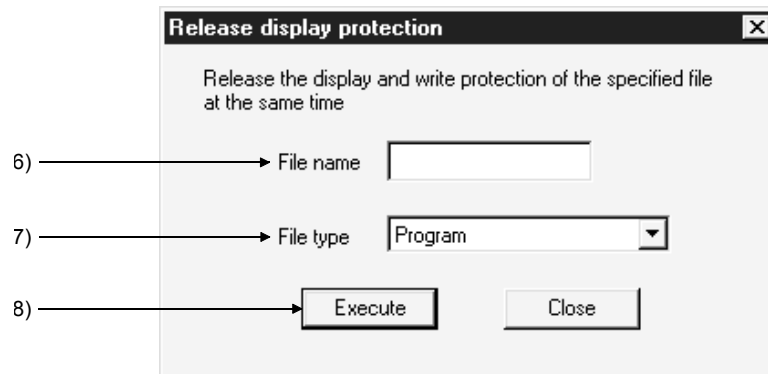 Release display protection
Release the display and write protection of the specified file
at the same time
6) File name
7) File type Program
8) Execute Close